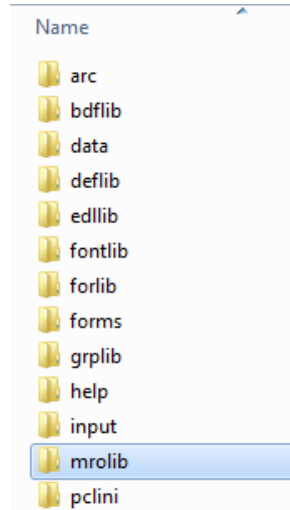 Name
arc
bdflib
data
deflib
edllib
fontlib
forlib
forms
grplib
help
input
mrolib
pclini